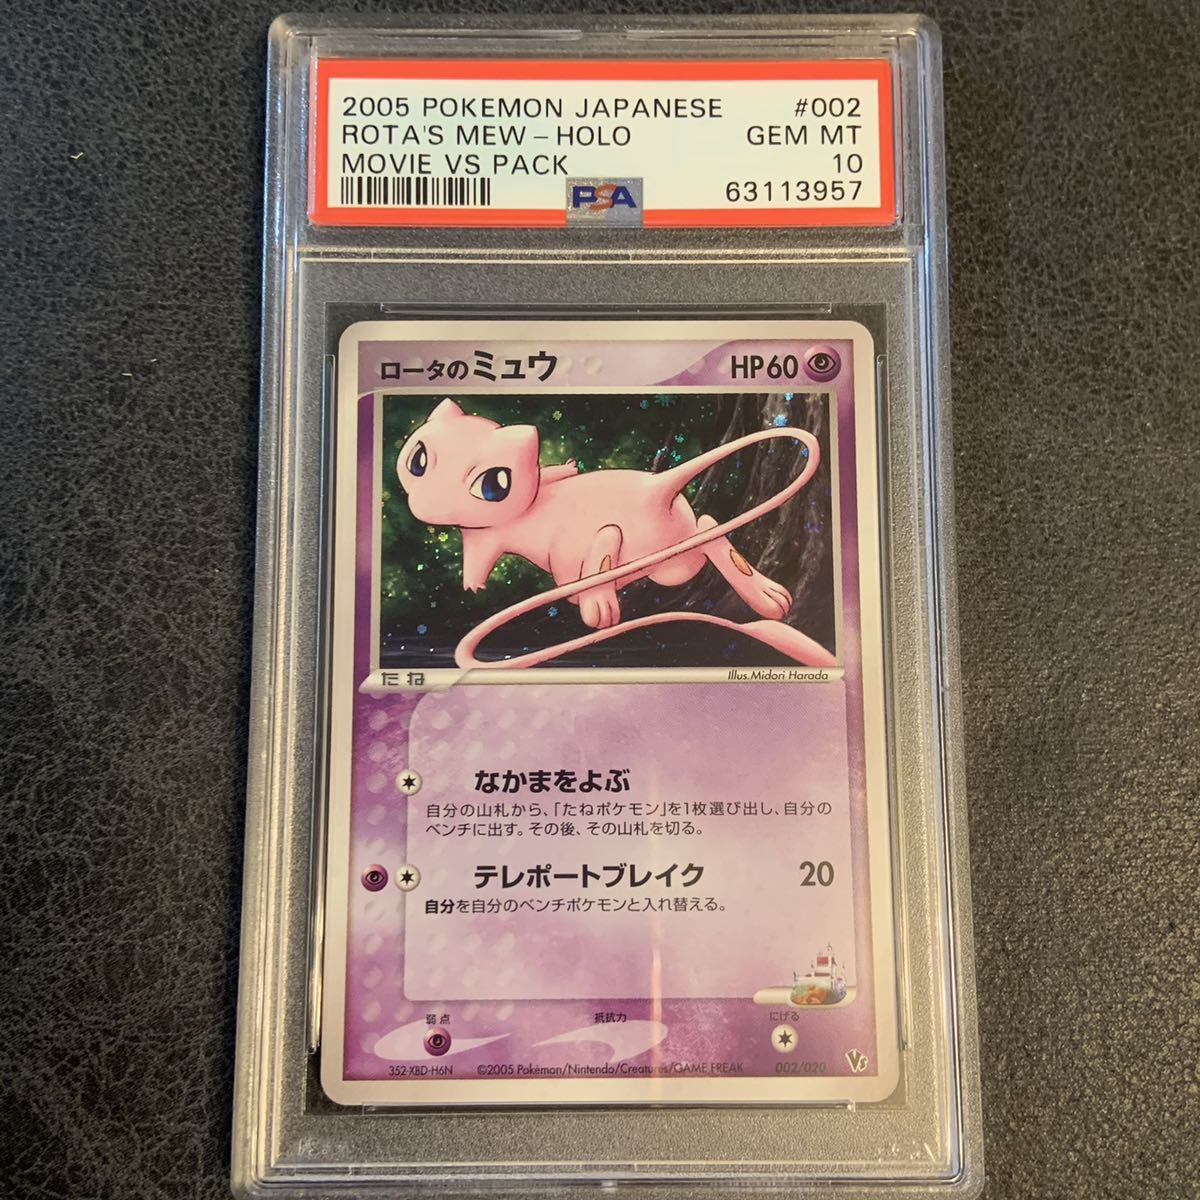 2005 POKEMON JAPANESE #002
ROTA'S MEW - HOLO GEM MT
MOVIE VS PACK 10
PSA 63113957
ロータのミュウ HP60
たね Illus. Midori Harada
なかまをよぶ
自分の山札から、「たねポケモン」を1枚選び出し、自分の
ベンチに出す。その後、その山札を切る。
テレポートブレイク 20
自分を自分のベンチポケモンと入れ替える。
弱点 抵抗力 にげる
352-XBD-H6N ©2005 Pokémon/Nintendo/Creatures/GAME FREAK 002/020 VS